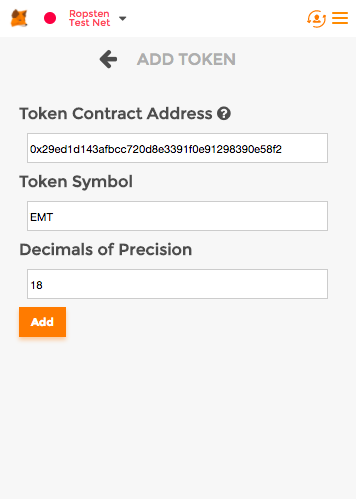 Ropsten
Test Net
ADD TOKEN
Token Contract Address
0x29ed1d143afbcc720d8e3391f0e91298390e58f2
Token Symbol
EMT
Decimals of Precision
18
Add